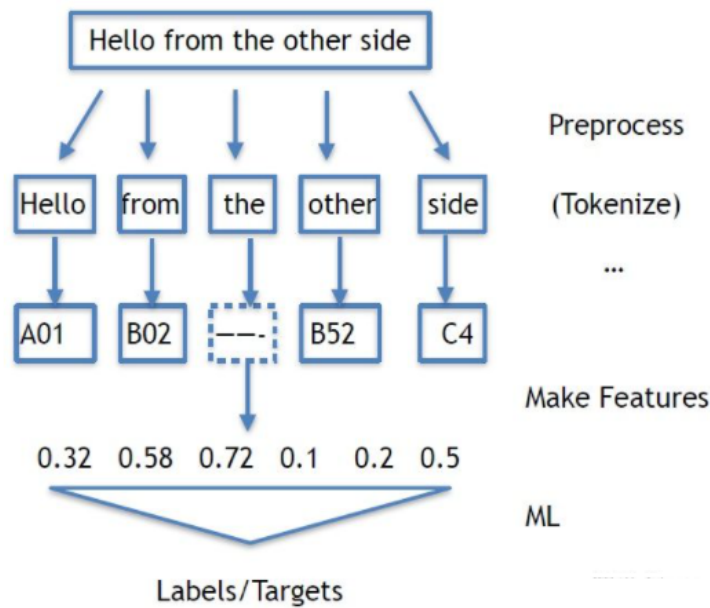 Hello from the other side
Preprocess
Hello from the other side
(Tokenize)
...
A01 B02 ——- B52 C4
Make Features
0.32 0.58 0.72 0.1 0.2 0.5
ML
Labels/Targets